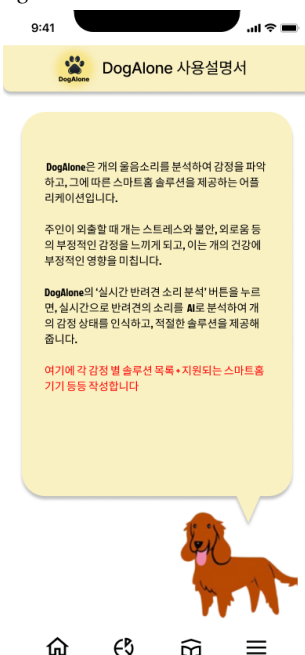 9:41
DogAlone
DogAlone 사용설명서
DogAlone은 개의 울음소리를 분석하여 감정을 파악
하고, 그에 따른 스마트홈 솔루션을 제공하는 어플
리케이션입니다.
주인이 외출할 때 개는 스트레스와 불안, 외로움 등
의 부정적인 감정을 느끼게 되고, 이는 개의 건강에
부정적인 영향을 미칩니다.
DogAlone의 ‘실시간 반려견 소리 분석’ 버튼을 누르
면, 실시간으로 반려견의 소리를 AI로 분석하여 개
의 감정 상태를 인식하고, 적절한 솔루션을 제공해
줍니다.
여기에 각 감정 별 솔루션 목록 + 지원되는 스마트홈
기기 등등 작성합니다